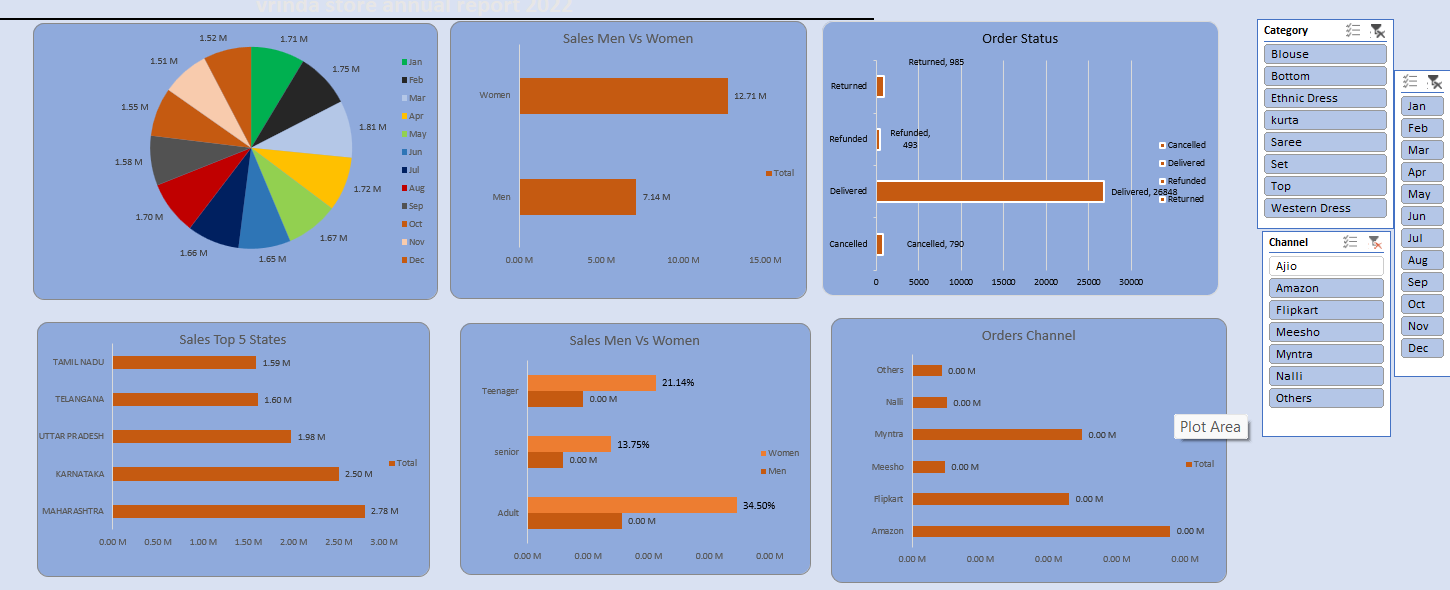 Vrinda store annual report 2022
1.52 M
1.71 M
1.51 M
1.75 M
1.55 M
1.81 M
1.58 M
1.72 M
1.70 M
1.67 M
1.66 M
1.65 M
Jan
Feb
Mar
Apr
May
Jun
Jul
Aug
Sep
Oct
Nov
Dec
Sales Men Vs Women
Women
12.71 M
Men
7.14 M
Total
0.00 M 5.00 M 10.00 M 15.00 M
Order Status
Returned, 985
Returned
Refunded
Refunded,
493
Delivered
Delivered, 26848
Cancelled
Cancelled, 790
Cancelled
Delivered
Refunded
Returned
0 5000 10000 15000 20000 25000 30000
Category
Blouse
Bottom
Ethnic Dress
kurta
Saree
Set
Top
Western Dress
Jan
Feb
Mar
Apr
May
Jun
Jul
Aug
Sep
Oct
Nov
Dec
Channel
Ajio
Amazon
Flipkart
Meesho
Myntra
Nalli
Others
Sales Top 5 States
TAMIL NADU 1.59 M
TELANGANA 1.60 M
UTTAR PRADESH 1.98 M
KARNATAKA 2.50 M
MAHARASHTRA 2.78 M
Total
0.00 M 0.50 M 1.00 M 1.50 M 2.00 M 2.50 M 3.00 M
Sales Men Vs Women
Teenager
21.14%
0.00 M
senior
13.75%
0.00 M
Adult
34.50%
0.00 M
Women
Men
0.00 M 0.00 M 0.00 M 0.00 M 0.00 M
Orders Channel
Others 0.00 M
Nalli 0.00 M
Myntra 0.00 M
Meesho 0.00 M
Flipkart 0.00 M
Amazon 0.00 M
Total
0.00 M 0.00 M 0.00 M 0.00 M 0.00 M
Plot Area